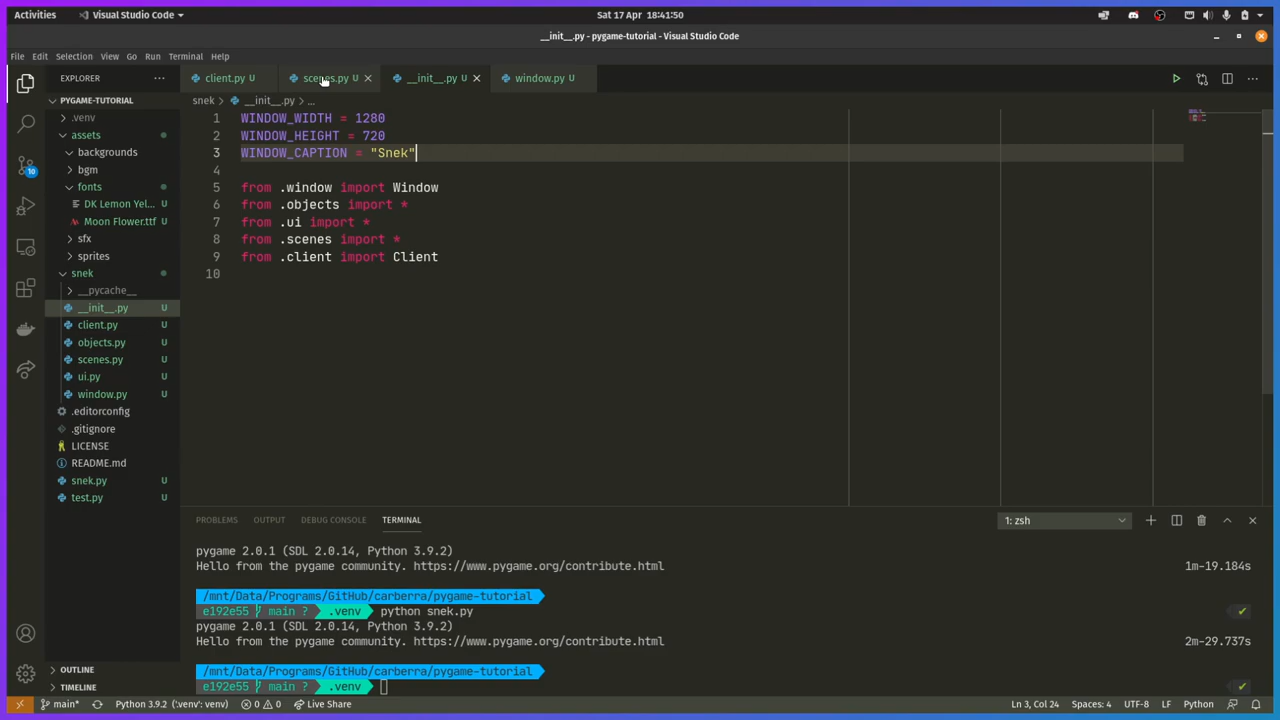 Activities
Visual Studio Code
Sat 17 Apr 18:41:50
__init__.py - pygame-tutorial - Visual Studio Code
File Edit Selection View Go Run Terminal Help
EXPLORER
client.py U
scenes.py U
__init__.py U
window.py U
PYGAME-TUTORIAL
snek > __init__.py > ...
.venv
assets
backgrounds
bgm
fonts
DK Lemon Yel...
Moon Flower.ttf
sfx
sprites
snek
__pycache__
__init__.py U
client.py U
objects.py U
scenes.py U
ui.py U
window.py U
.editorconfig
.gitignore
LICENSE
README.md
snek.py U
test.py U
OUTLINE
TIMELINE
10
1 WINDOW_WIDTH = 1280
2 WINDOW_HEIGHT = 720
3 WINDOW_CAPTION = "Snek"
4
5 from .window import Window
6 from .objects import *
7 from .ui import *
8 from .scenes import *
9 from .client import Client
10
PROBLEMS OUTPUT DEBUG CONSOLE TERMINAL
1: zsh
pygame 2.0.1 (SDL 2.0.14, Python 3.9.2)
Hello from the pygame community. https://www.pygame.org/contribute.html 1m-19.184s
/mnt/Data/Programs/GitHub/carberra/pygame-tutorial
e192e55 main ? .venv python snek.py ✔
pygame 2.0.1 (SDL 2.0.14, Python 3.9.2)
Hello from the pygame community. https://www.pygame.org/contribute.html 2m-29.737s
/mnt/Data/Programs/GitHub/carberra/pygame-tutorial
e192e55 main ? .venv ✔
main* Python 3.9.2 ('.venv': venv) 0 0 Live Share Ln 3, Col 24 Spaces: 4 UTF-8 LF Python